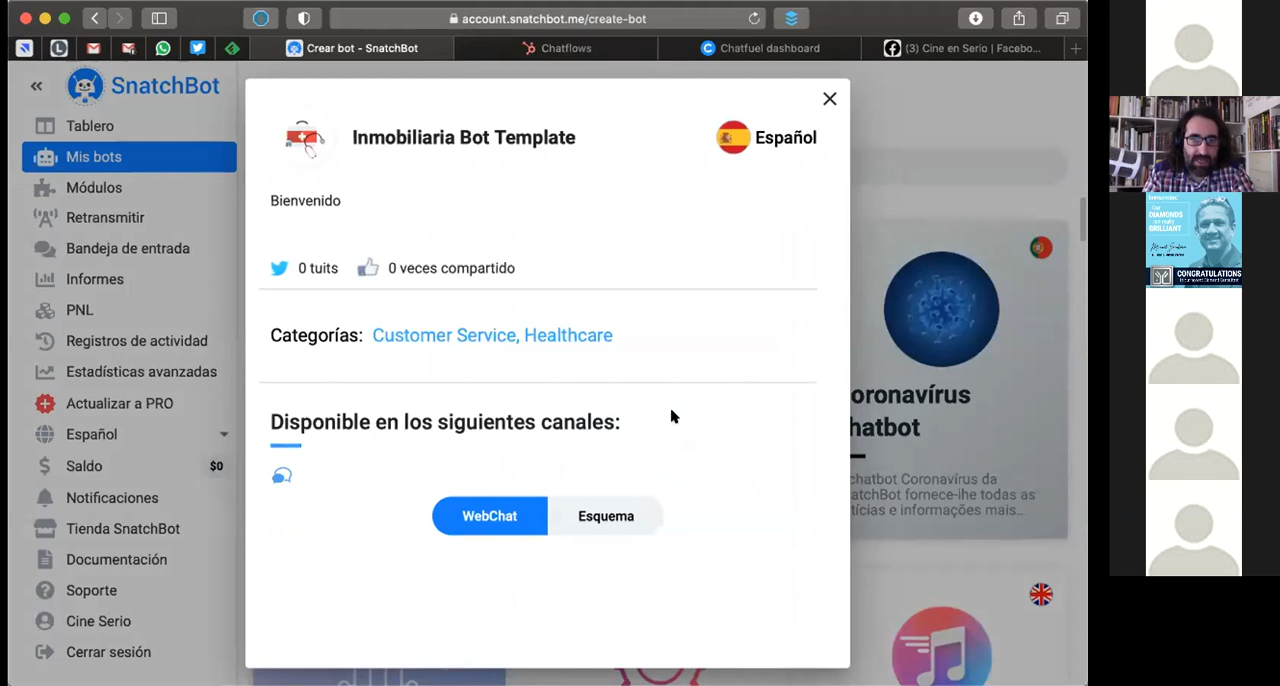 account.snatchbot.me/create-bot
Crear bot - SnatchBot
Chatflows
Chatfuel dashboard
(3) Cine en Serio | Facebo...
SnatchBot
Tablero
Mis bots
Módulos
Retransmitir
Bandeja de entrada
Informes
PNL
Registros de actividad
Estadísticas avanzadas
Actualizar a PRO
Español
Saldo $0
Notificaciones
Tienda SnatchBot
Documentación
Soporte
Cine Serio
Cerrar sesión
Inmobiliaria Bot Template
Español
Bienvenido
0 tuits 0 veces compartido
Categorías: Customer Service, Healthcare
Disponible en los siguientes canales:
WebChat Esquema
oronavírus
hatbot
chatbot Coronavírus
atchBot fornece-lhe todas as
tícias e informações mais...
DIAMONDS
BRILLIANT
CONGRATULATIONS